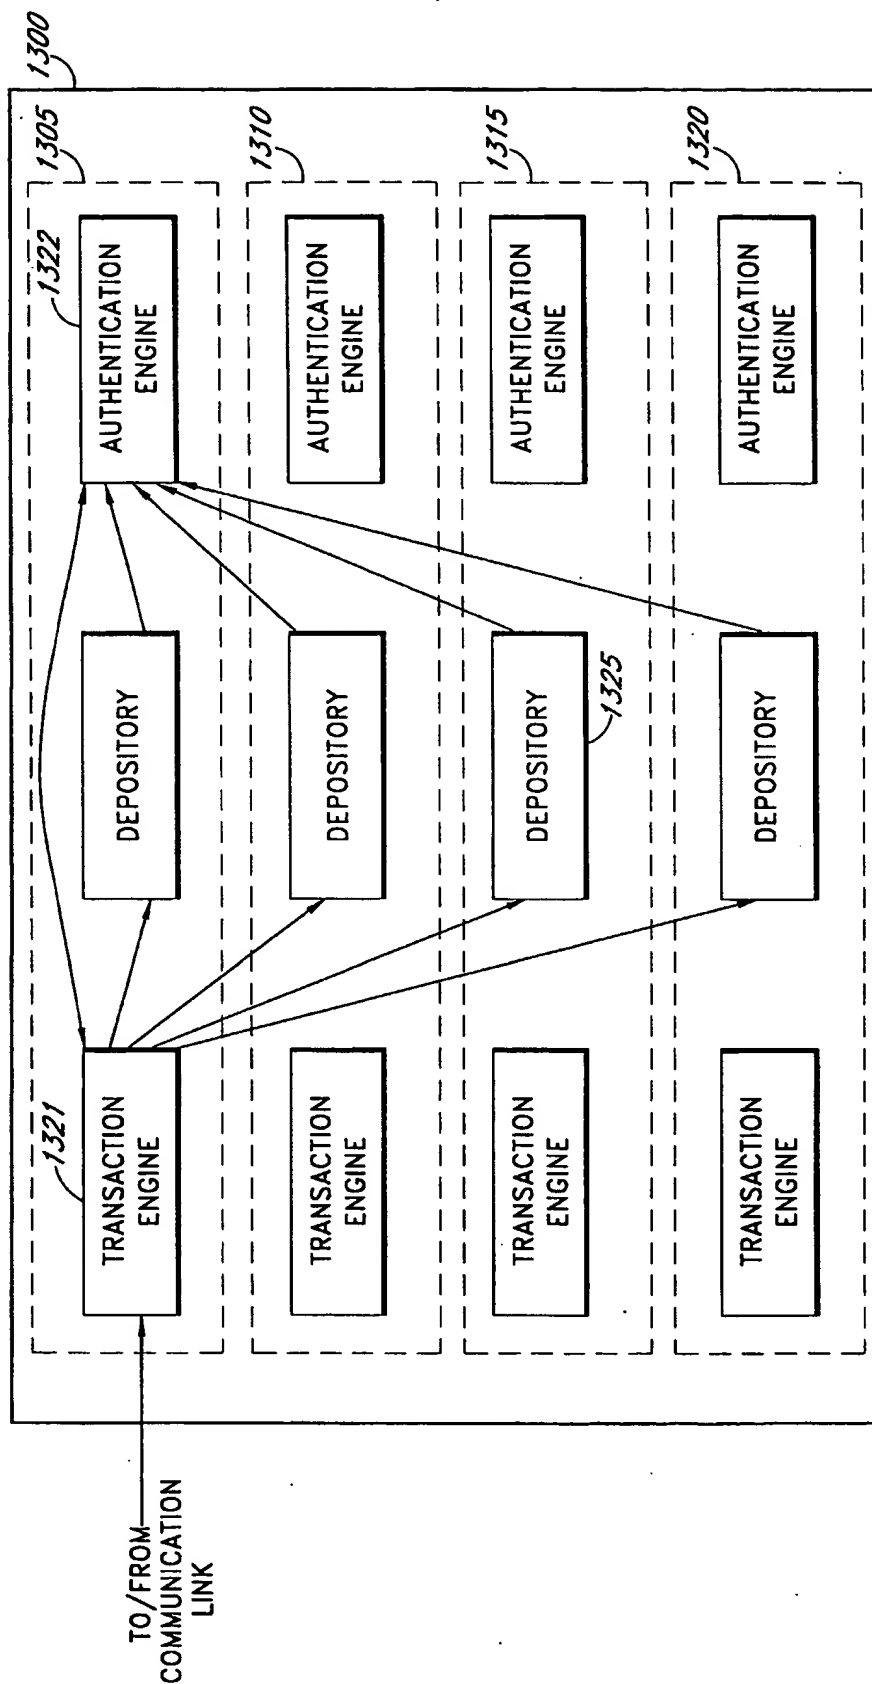 1300
1305
1322
1321
TO/FROM
COMMUNICATION
LINK
TRANSACTION
ENGINE
DEPOSITORY
AUTHENTICATION
ENGINE
1310
TRANSACTION
ENGINE
DEPOSITORY
AUTHENTICATION
ENGINE
1315
TRANSACTION
ENGINE
DEPOSITORY
1325
AUTHENTICATION
ENGINE
1320
TRANSACTION
ENGINE
DEPOSITORY
AUTHENTICATION
ENGINE